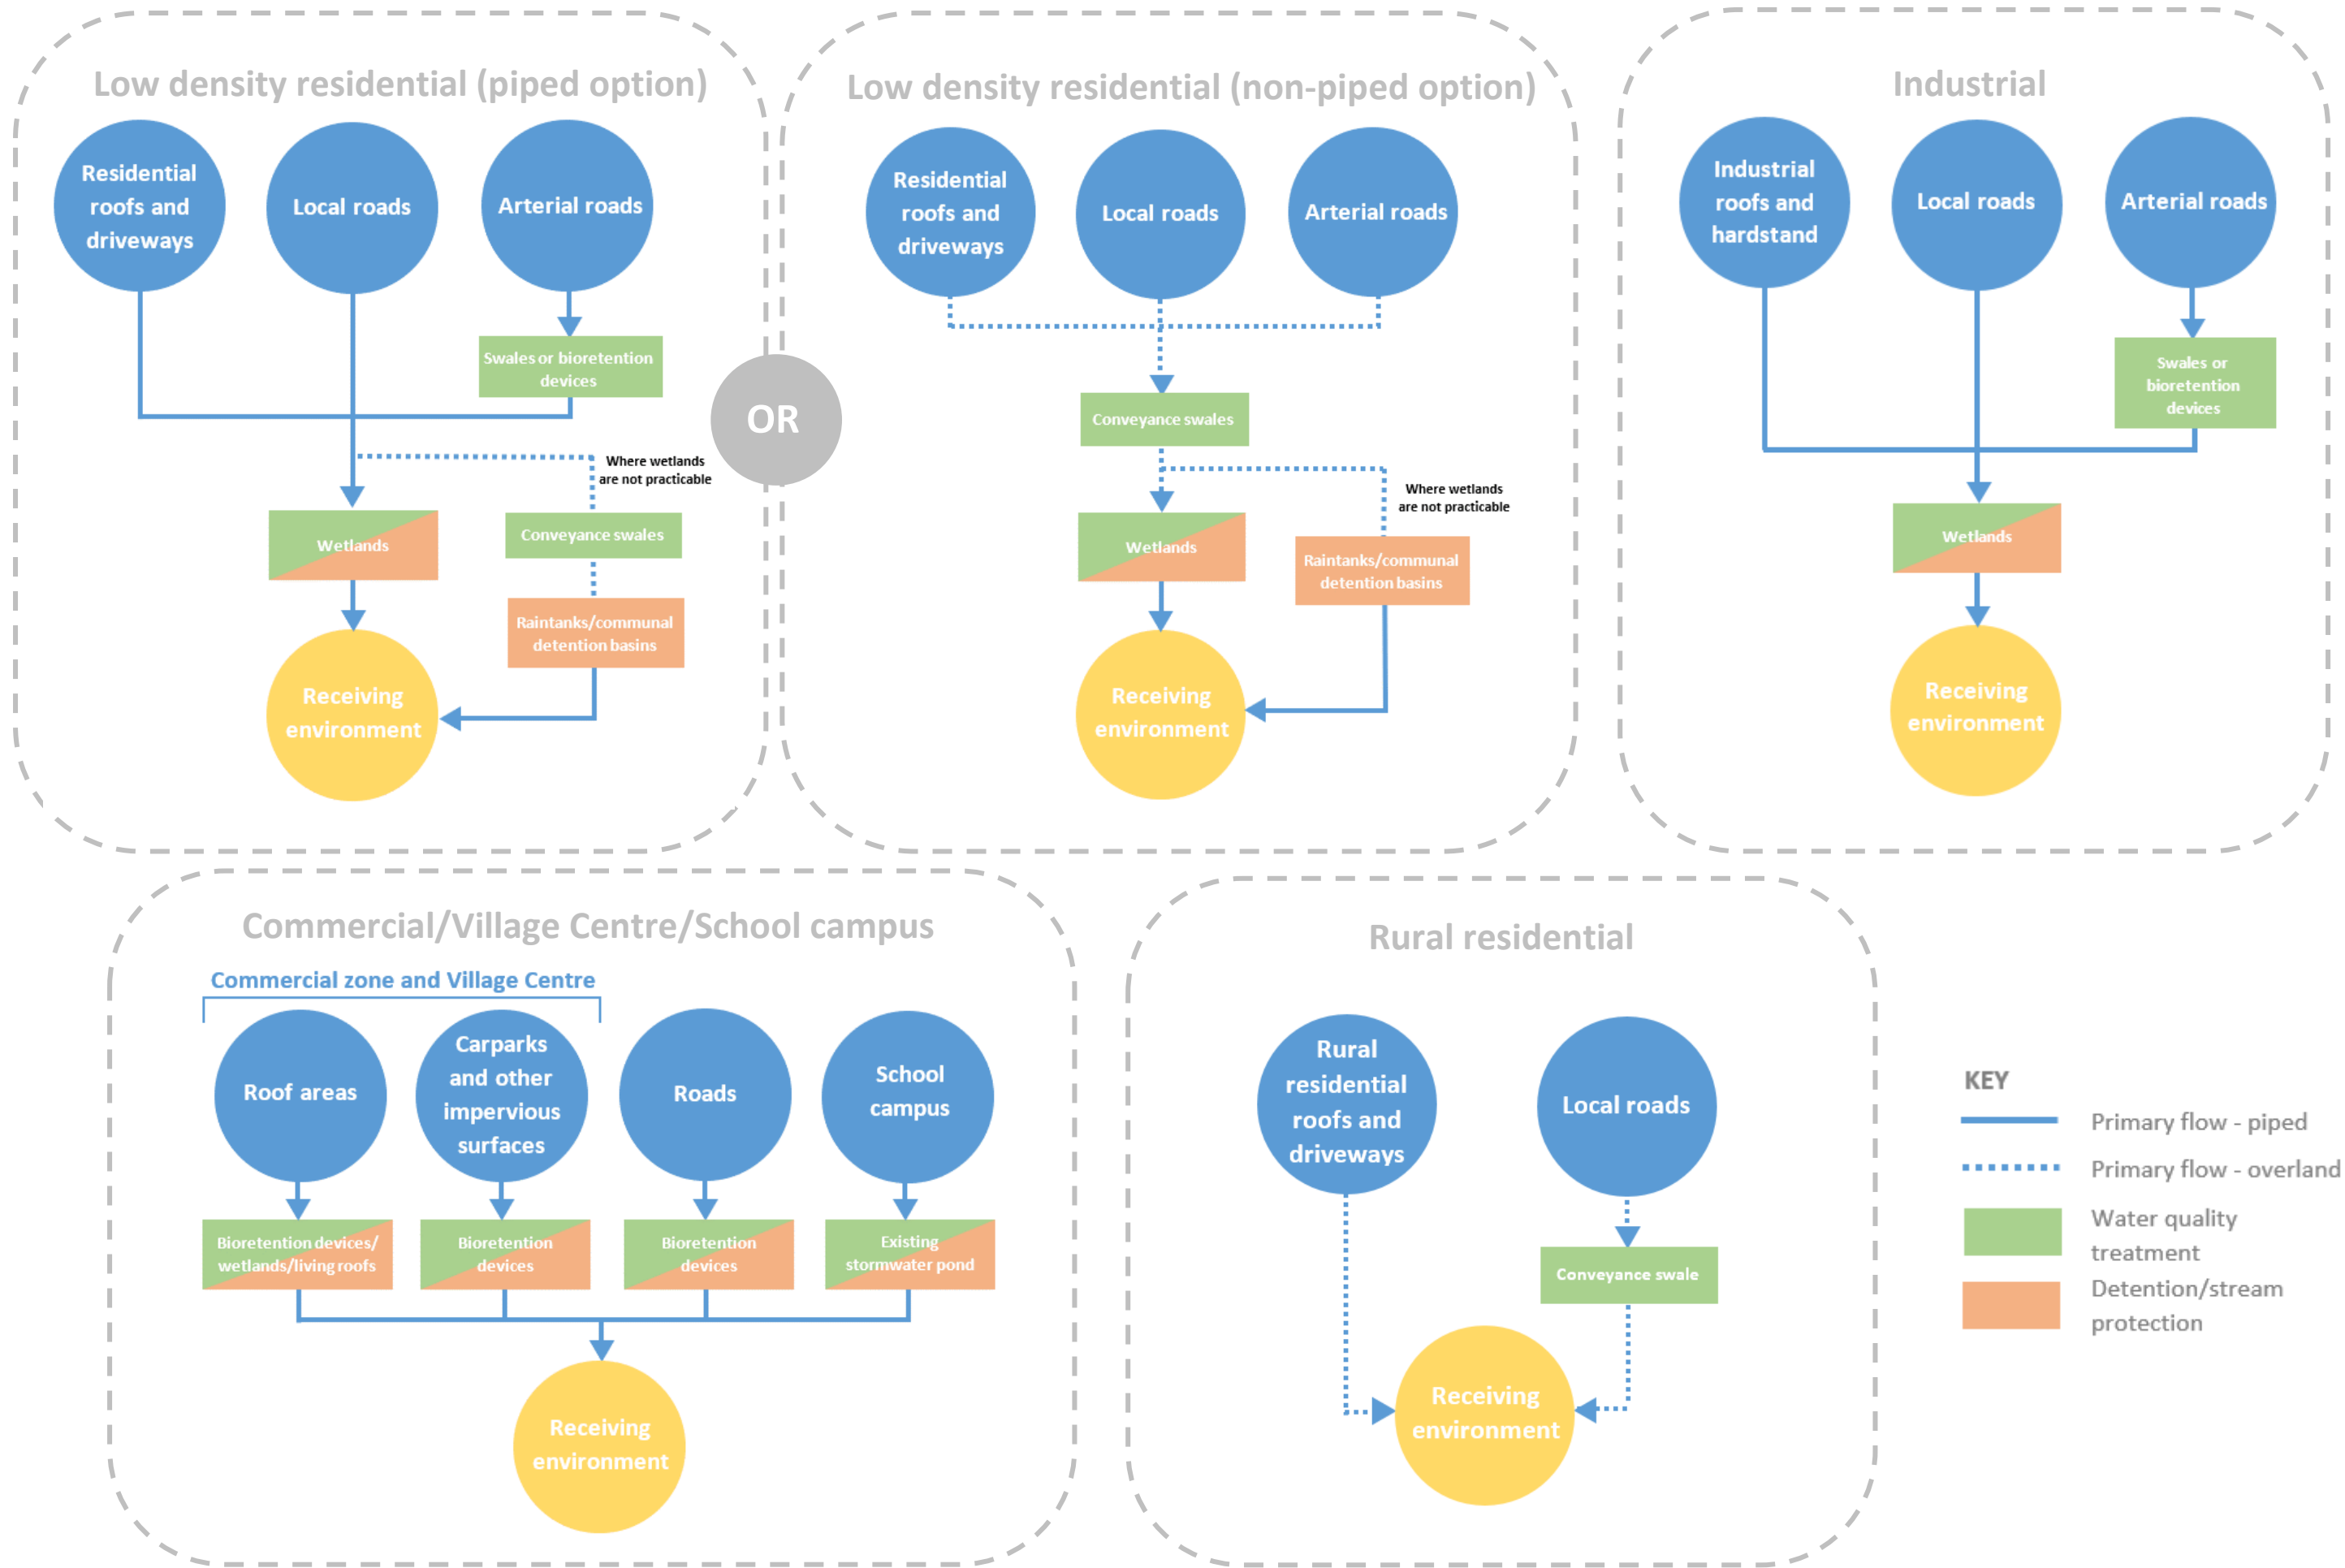 Low density residential (piped option)
Residential
roofs and
driveways
Local roads
Arterial roads
Swales or bioretention
devices
Where wetlands
are not practicable
Wetlands
Conveyance swales
Raintanks/communal
detention basins
Receiving
environment
OR
Low density residential (non-piped option)
Residential
roofs and
driveways
Local roads
Arterial roads
Conveyance swales
Where wetlands
are not practicable
Wetlands
Raintanks/communal
detention basins
Receiving
environment
Industrial
Industrial
roofs and
hardstand
Local roads
Arterial roads
Swales or
bioretention
devices
Wetlands
Receiving
environment
Commercial/Village Centre/School campus
Commercial zone and Village Centre
Roof areas
Carparks
and other
impervious
surfaces
Roads
School
campus
Bioretention devices/
wetlands/living roofs
Bioretention
devices
Bioretention
devices
Existing
stormwater pond
Receiving
environment
Rural residential
Rural
residential
roofs and
driveways
Local roads
Conveyance swale
Receiving
environment
KEY
Primary flow - piped
Primary flow - overland
Water quality
treatment
Detention/stream
protection